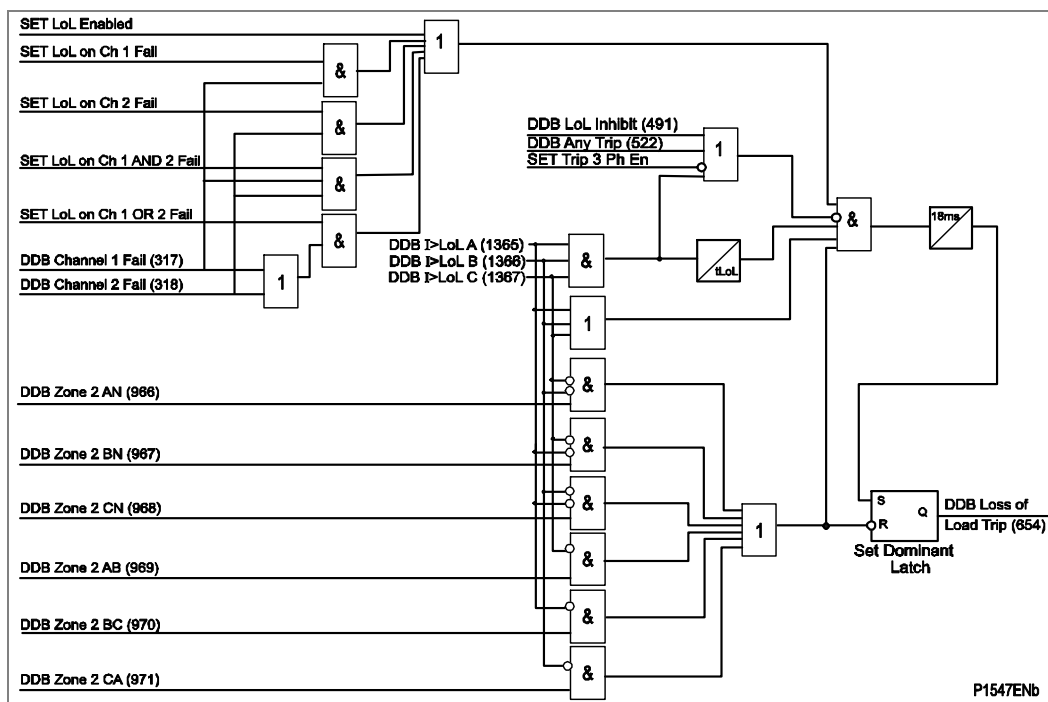 SET LoL Enabled
SET LoL on Ch 1 Fail
SET LoL on Ch 2 Fail
SET LoL on Ch 1 AND 2 Fail
SET LoL on Ch 1 OR 2 Fail
DDB Channel 1 Fail (317)
DDB Channel 2 Fail (318)
&
&
&
&
1
1
DDB LoL Inhibit (491)
DDB Any Trip (522)
SET Trip 3 Ph En
1
DDB I>LoL A (1365)
DDB I>LoL B (1366)
DDB I>LoL C (1367)
&
tLoL
&
18ms
1
DDB Zone 2 AN (966)
&
DDB Zone 2 BN (967)
&
DDB Zone 2 CN (968)
&
DDB Zone 2 AB (969)
&
DDB Zone 2 BC (970)
&
DDB Zone 2 CA (971)
&
1
S
Q
R
DDB Loss of
Load Trip (654)
Set Dominant
Latch
P1547ENb